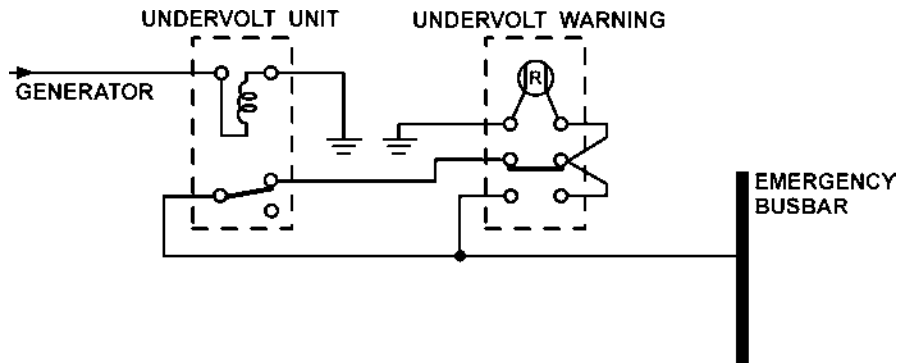 UNDERVOLT UNIT
UNDERVOLT WARNING
GENERATOR
R
EMERGENCY
BUSBAR